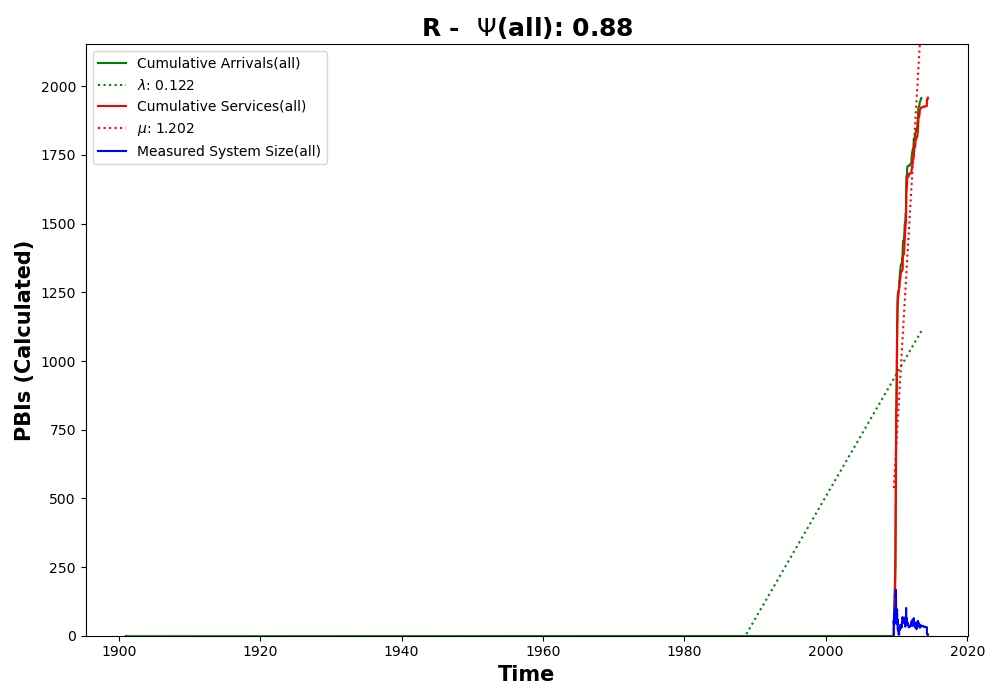 R -  Ψ(all): 0.88
Cumulative Arrivals(all)
λ: 0.122
Cumulative Services(all)
μ: 1.202
Measured System Size(all)
PBIs (Calculated)
2000
1750
1500
1250
1000
750
500
250
0
1900 1920 1940 1960 1980 2000 2020
Time